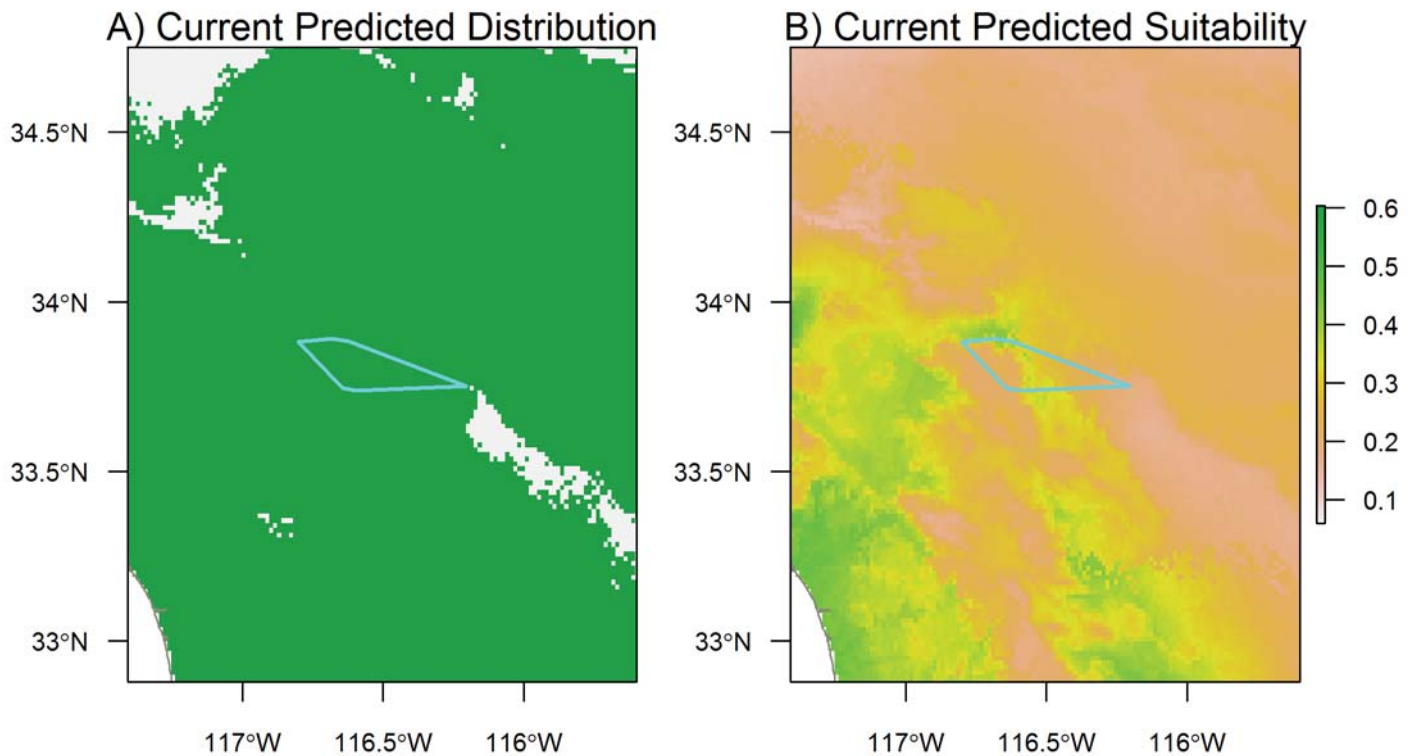 A) Current Predicted Distribution
34.5°N
34°N
33.5°N
33°N
117°W
116.5°W
116°W
B) Current Predicted Suitability
34.5°N
34°N
33.5°N
33°N
117°W
116.5°W
116°W
0.6
0.5
0.4
0.3
0.2
0.1